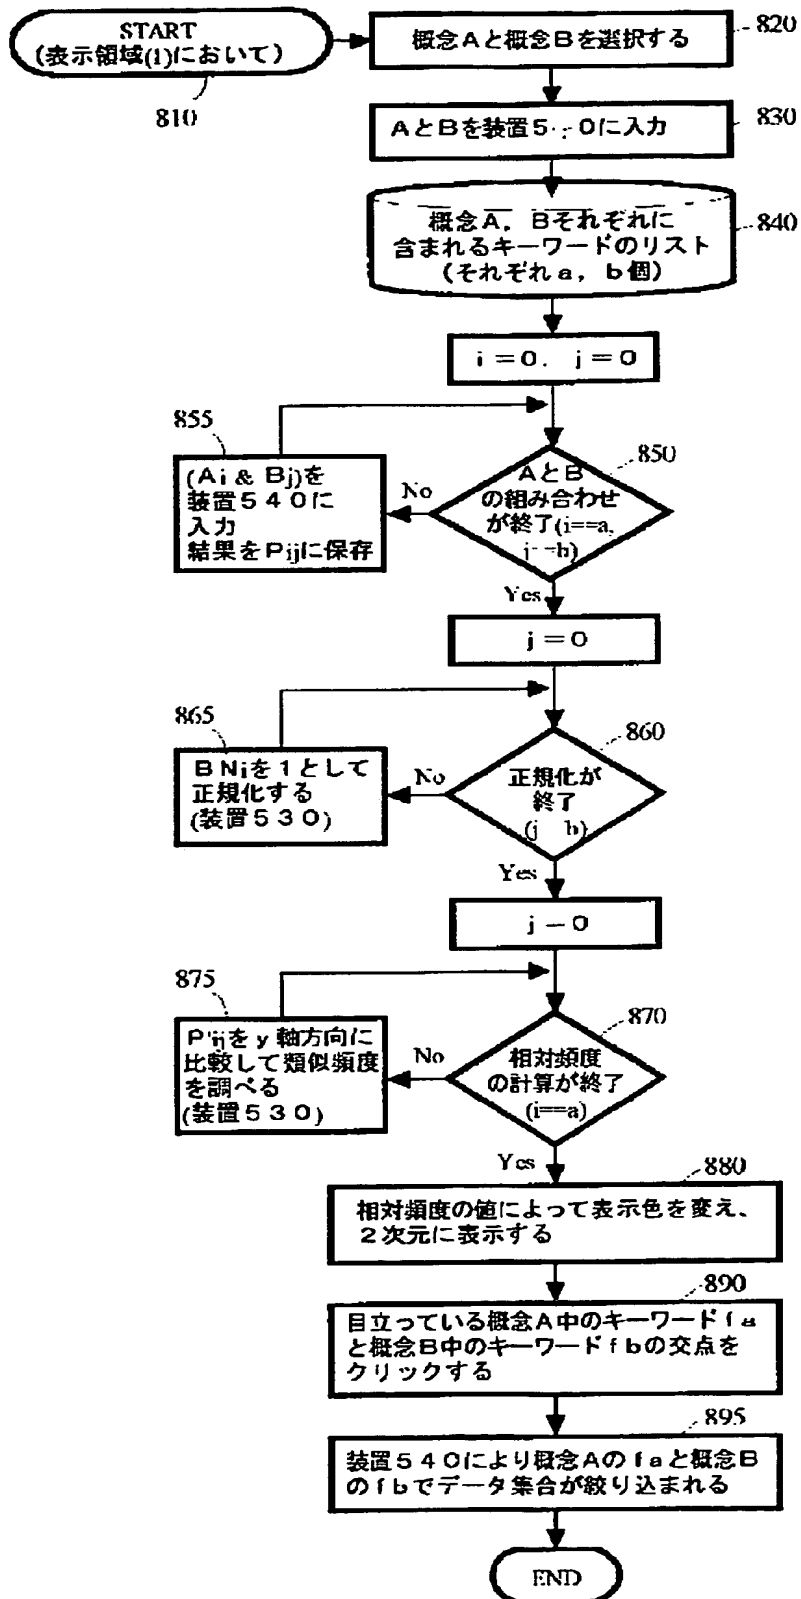 START
(表示領域(1)において)
810
概念Aと概念Bを選択する
820
AとBを装置5 0に入力
830
概念A，Bそれぞれに
含まれるキーワードのリスト
(それぞれa，b個)
840
i＝0． j＝0
855
(Ai & Bj)を
装置540に
入力
結果をPijに保存
No
850
AとB
の組み合わせ
が終了(i==a,
j==b)
Yes
j＝0
865
BNjを1として
正規化する
(装置530)
No
860
正規化が
終了
(j b)
Yes
j－0
875
P'ijをy軸方向に
比較して類似頻度
を調べる
(装置530)
No
870
相対頻度
の計算が終了
(i==a)
Yes
880
相対頻度の値によって表示色を変え、
2次元に表示する
890
目立っている概念A中のキーワードfa
と概念B中のキーワードfbの交点を
クリックする
895
装置540により概念Aのfaと概念B
のfbでデータ集合が絞り込まれる
END